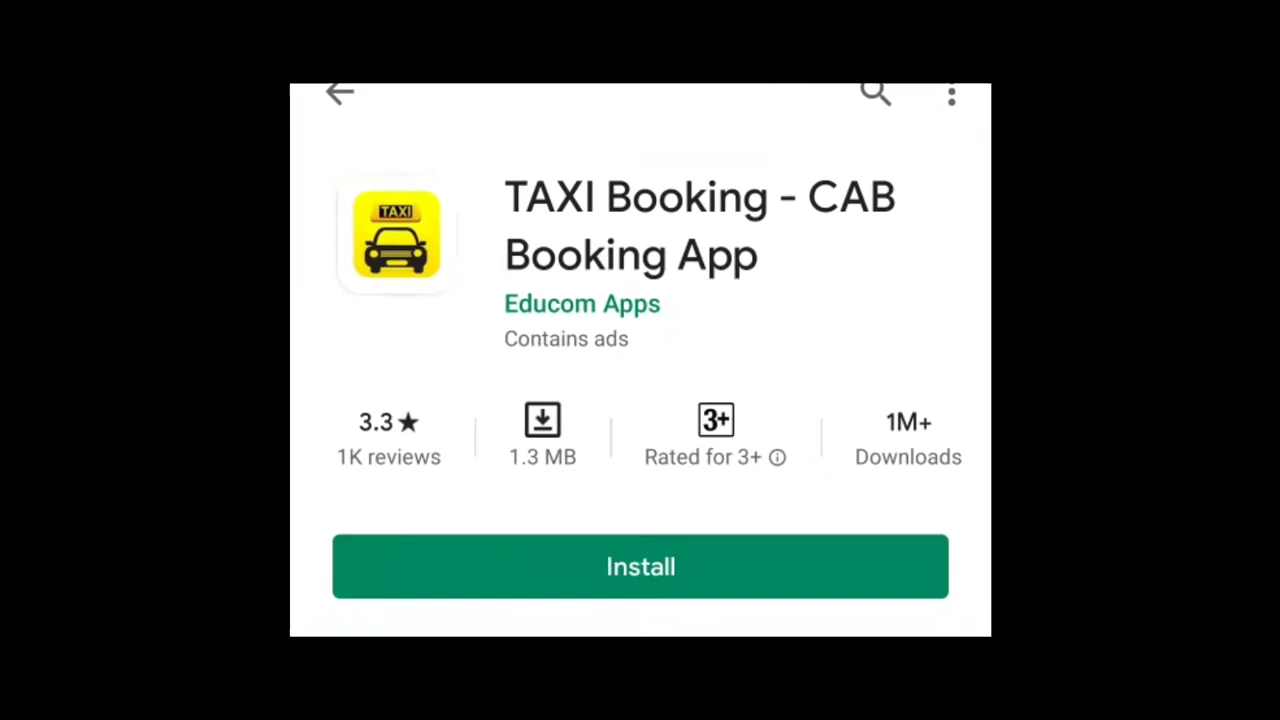 TAXI
TAXI Booking - CAB
Booking App
Educom Apps
Contains ads
3.3★
3+
1M+
1K reviews
1.3 MB
Rated for 3+
Downloads
Install